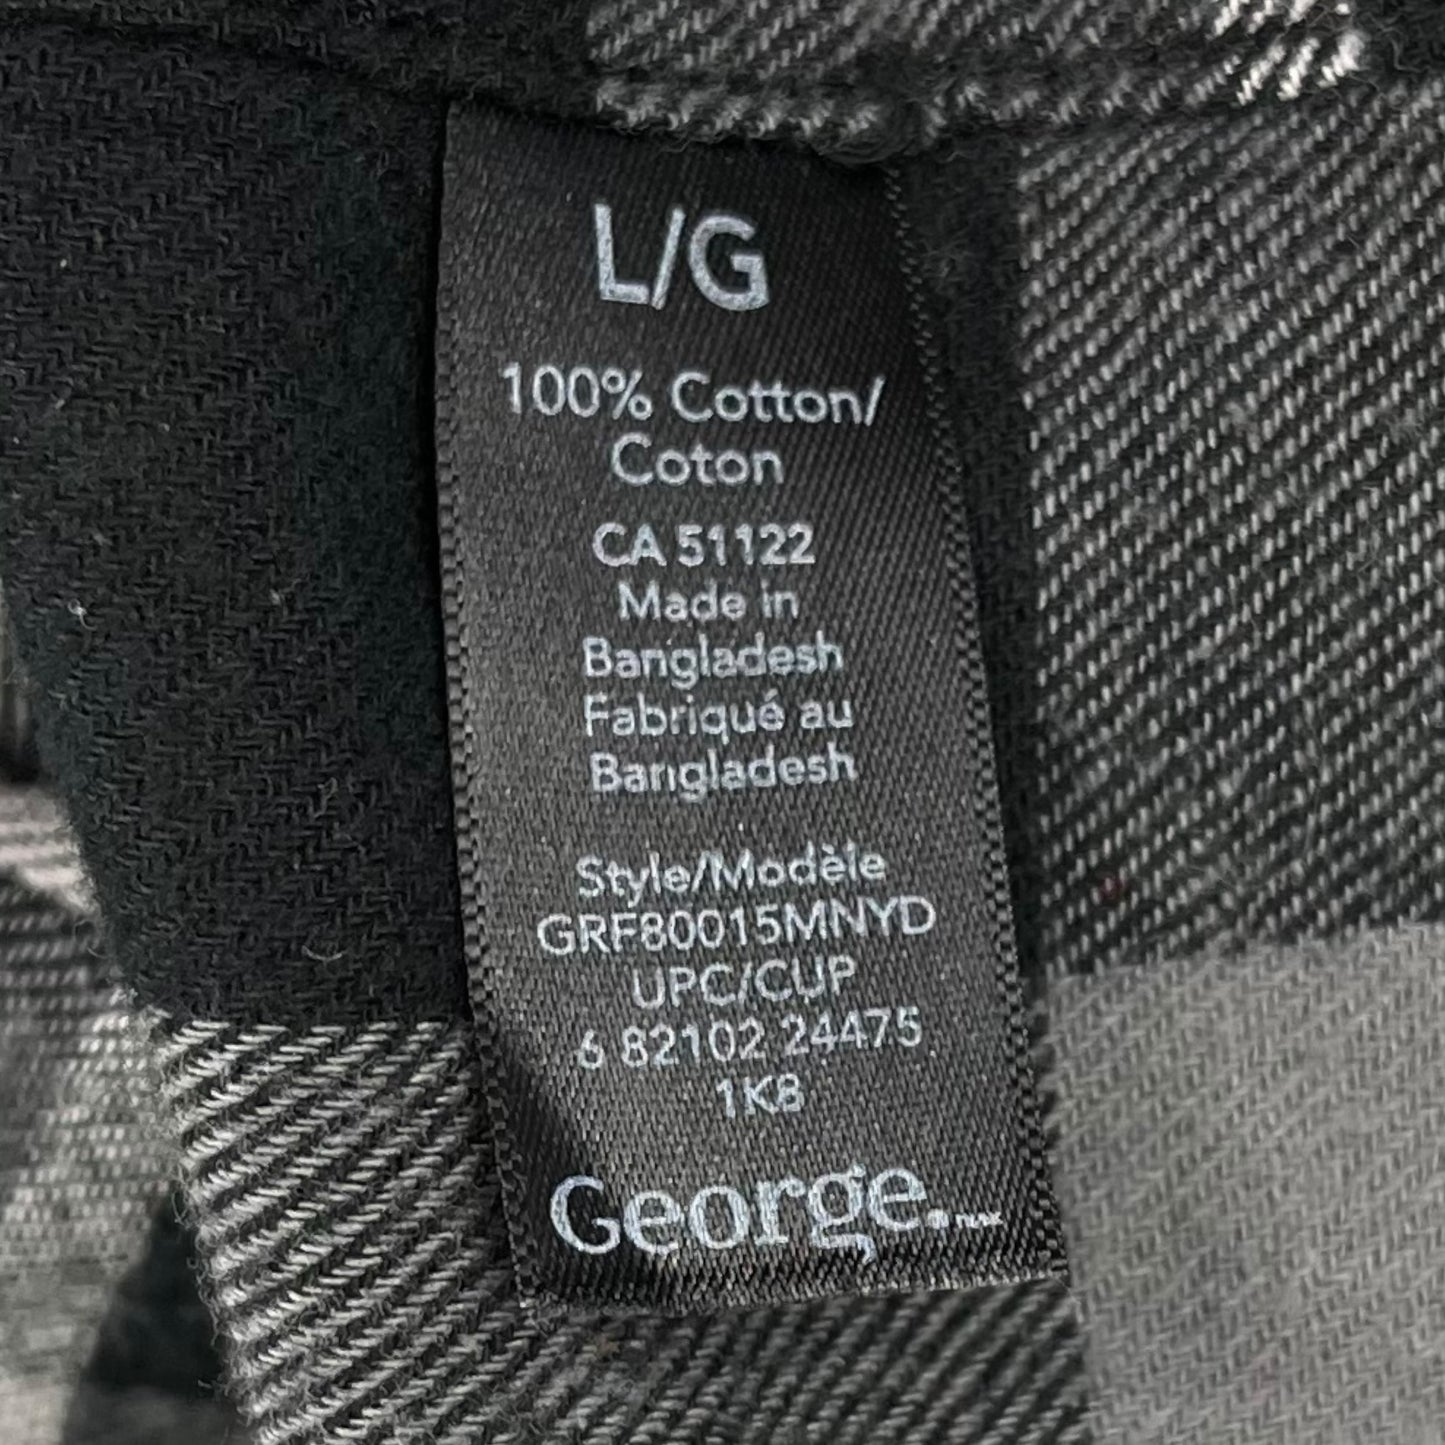 L/G
100% Cotton/
Coton
CA 51122
Made in
Bangladesh
Fabriqué au
Bangladesh
Style/Modèle
GRF80015MNYD
UPC/CUP
6 82102 24475
1K8
George.